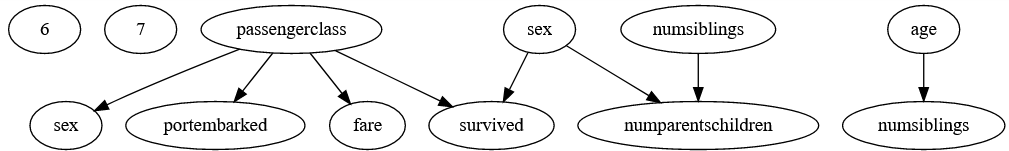 6 7 passengerclass sex numsiblings age
sex portembarked fare survived numparentschildren numsiblings